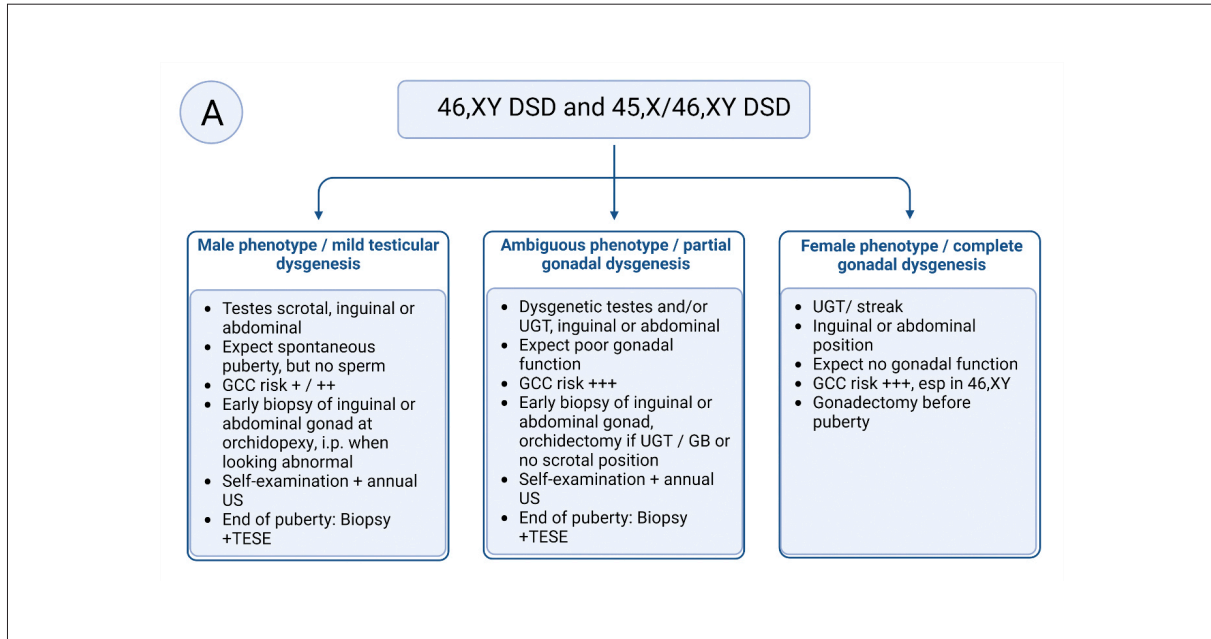 A
46,XY DSD and 45,X/46,XY DSD
Male phenotype / mild testicular
dysgenesis
• Testes scrotal, inguinal or
abdominal
• Expect spontaneous
puberty, but no sperm
• GCC risk + / ++
• Early biopsy of inguinal or
abdominal gonad at
orchidopexy, i.p. when
looking abnormal
• Self-examination + annual
US
• End of puberty: Biopsy
+TESE
Ambiguous phenotype / partial
gonadal dysgenesis
• Dysgenetic testes and/or
UGT, inguinal or abdominal
• Expect poor gonadal
function
• GCC risk +++
• Early biopsy of inguinal or
abdominal gonad,
orchidectomy if UGT / GB or
no scrotal position
• Self-examination + annual
US
• End of puberty: Biopsy
+TESE
Female phenotype / complete
gonadal dysgenesis
• UGT/ streak
• Inguinal or abdominal
position
• Expect no gonadal function
• GCC risk +++, esp in 46,XY
• Gonadectomy before
puberty